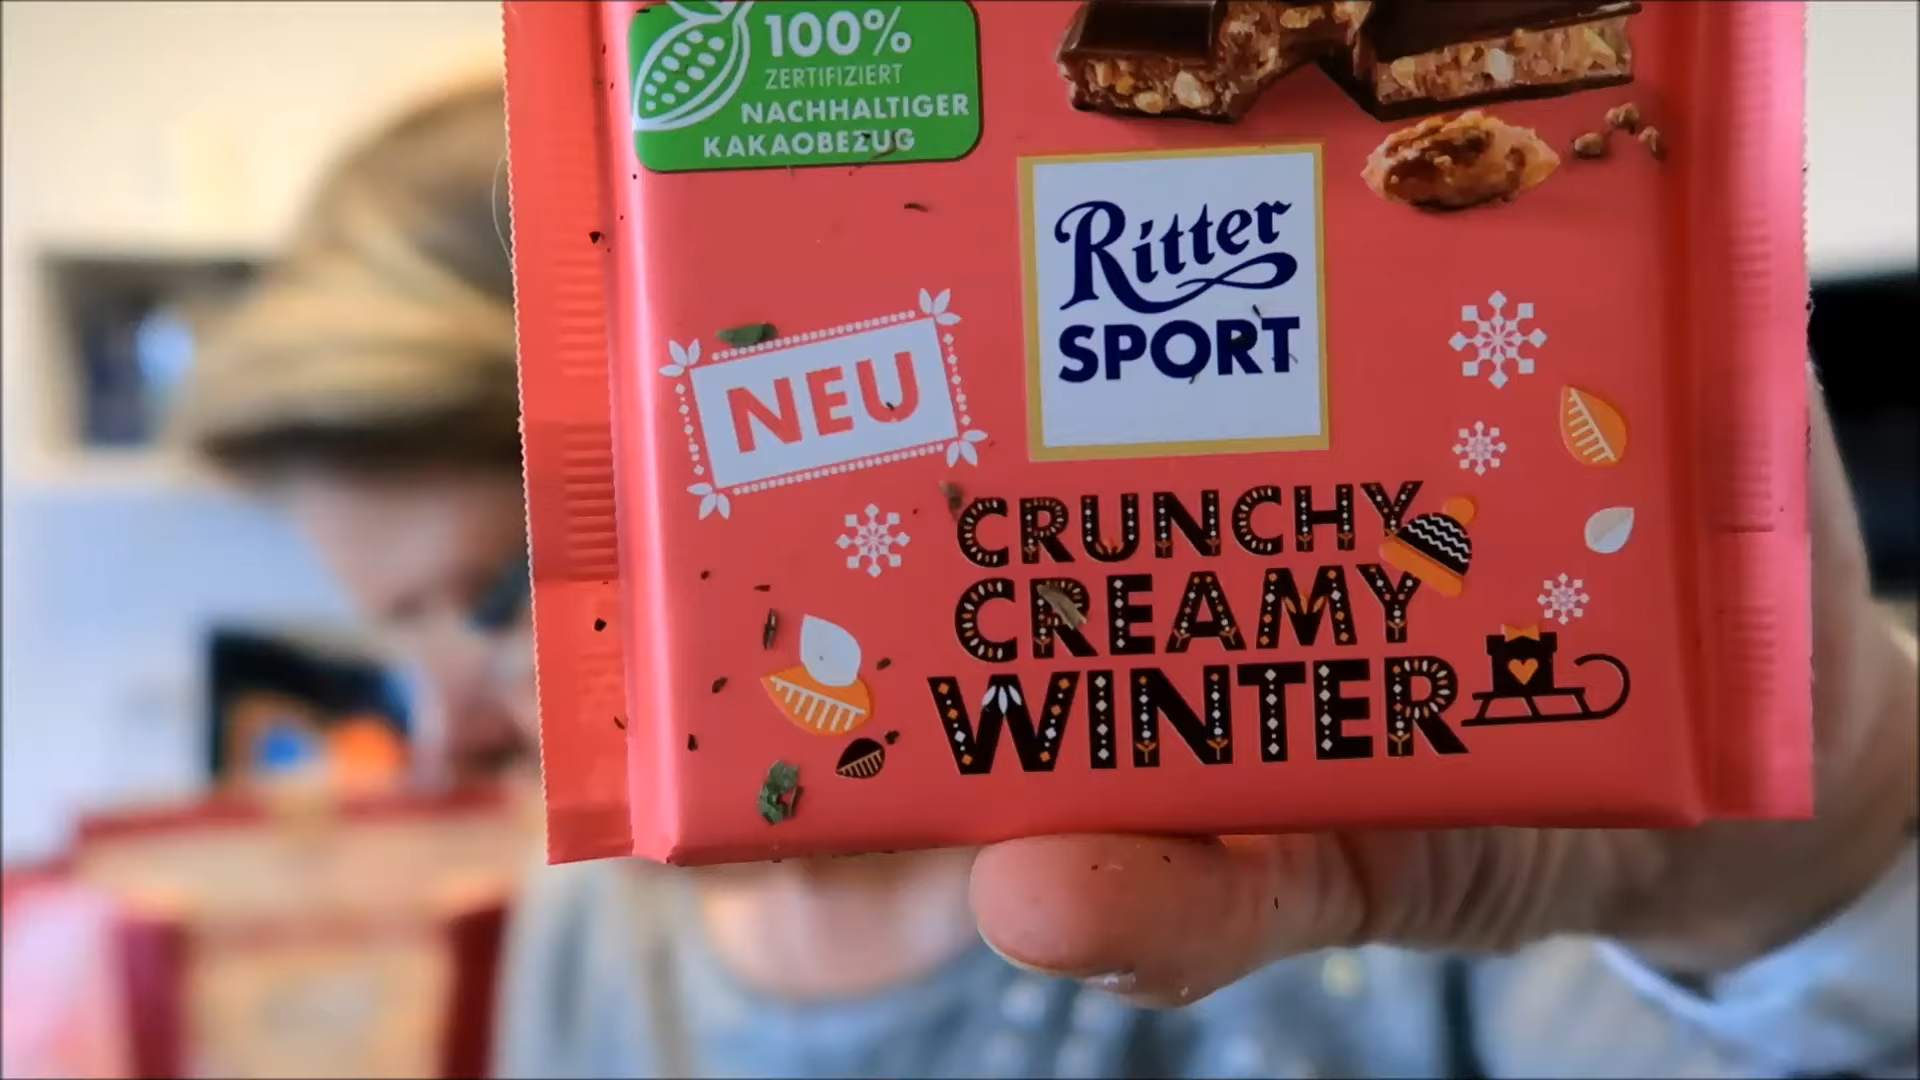 100%
ZERTIFIZIERT
NACHHALTIGER
KAKAOBEZUG
Ritter
SPORT
NEU
CRUNCHY
CREAMY
WINTER